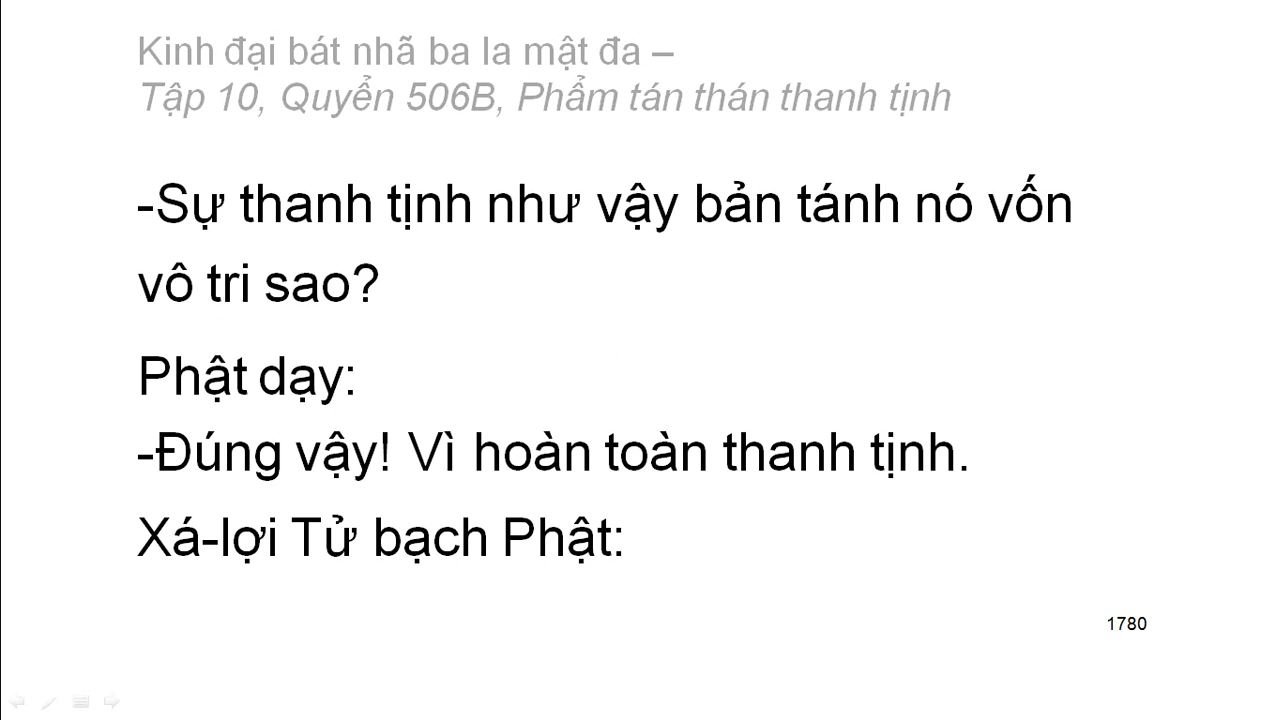 Kinh đại bát nhã ba la mật đa –
Tập 10, Quyển 506B, Phẩm tán thán thanh tịnh
-Sự thanh tịnh như vậy bản tánh nó vốn
vô tri sao?
Phật dạy:
-Đúng vậy! Vì hoàn toàn thanh tịnh.
Xá-lợi Tử bạch Phật:
1780